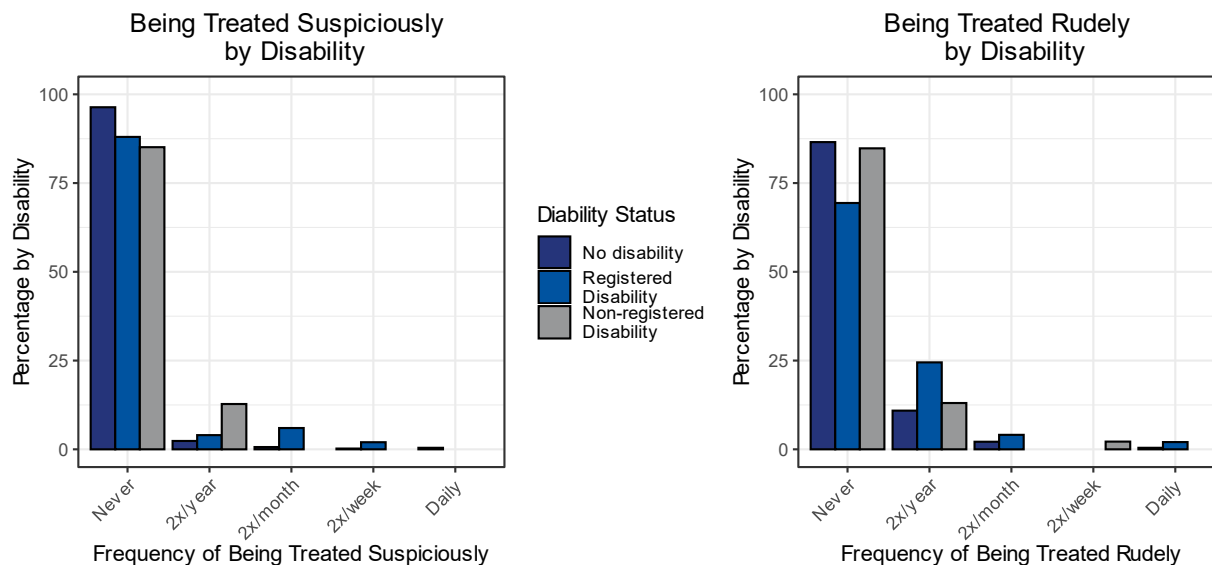 Being Treated Suspiciously
by Disability
Percentage by Disability
100
75
50
25
0
Never
2x/year
2x/month
2x/week
Daily
Frequency of Being Treated Suspiciously
Diability Status
No disability
Registered
Disability
Non-registered
Disability
Being Treated Rudely
by Disability
Percentage by Disability
100
75
50
25
0
Never
2x/year
2x/month
2x/week
Daily
Frequency of Being Treated Rudely